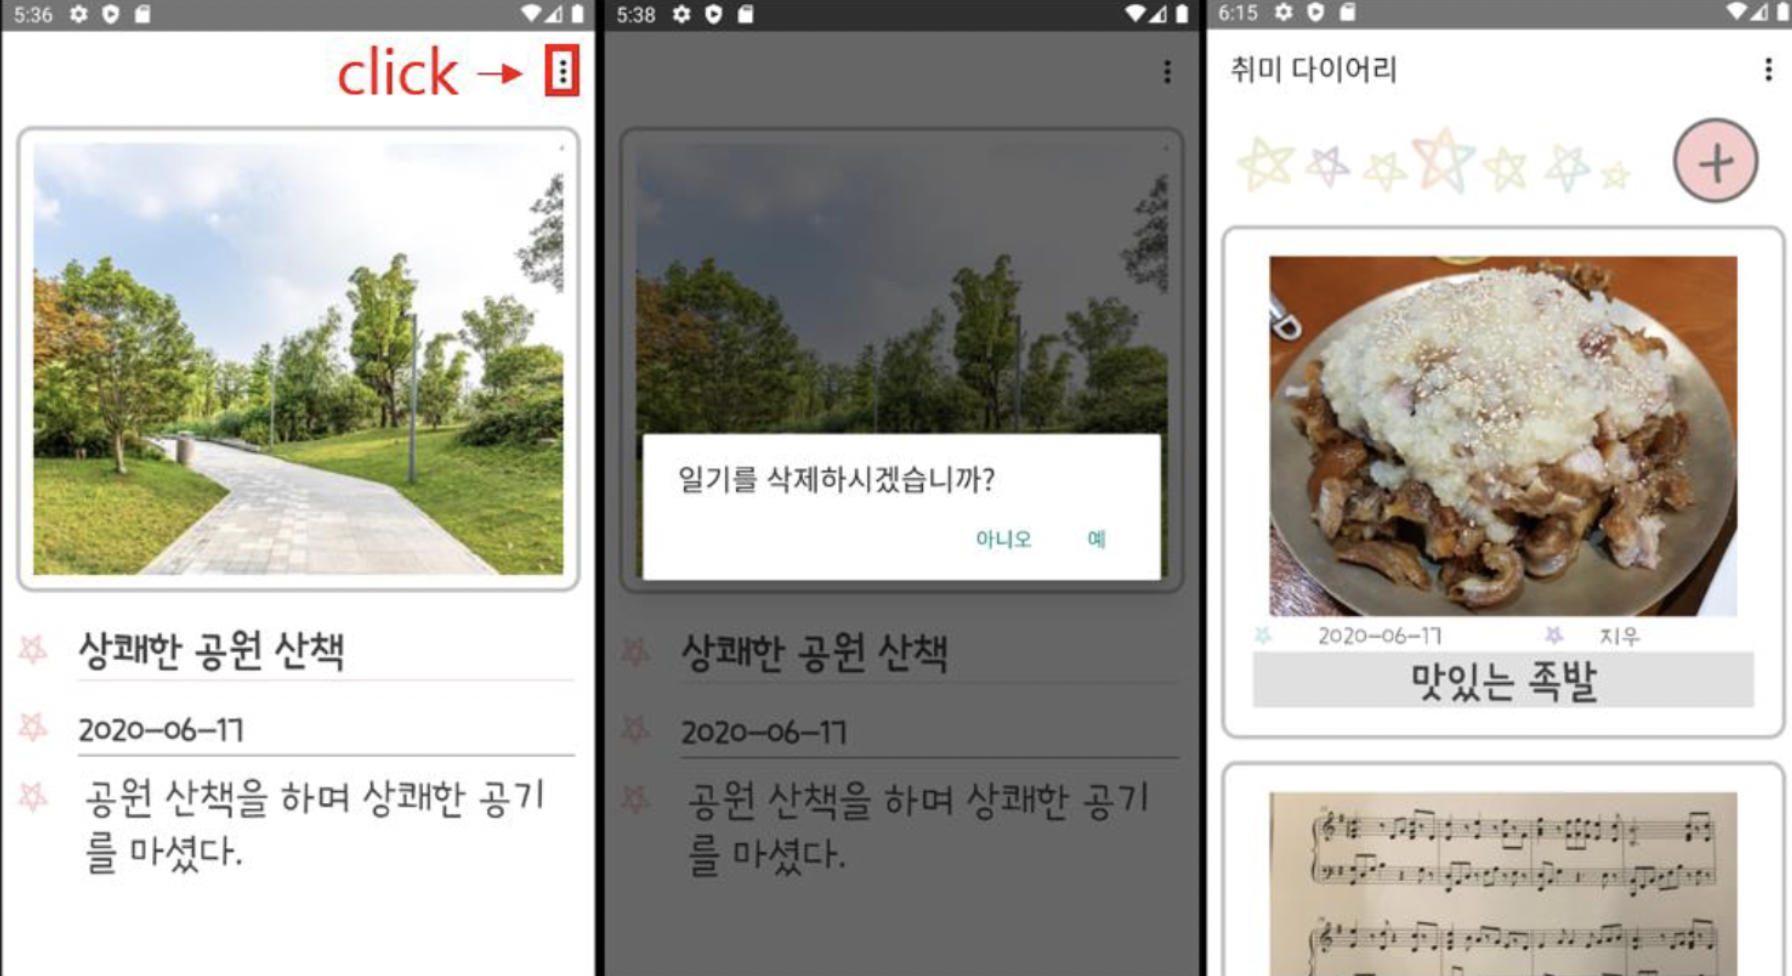 5:36
click →
상쾌한 공원 산책
2020-06-17
공원 산책을 하며 상쾌한 공기
를 마셨다.
5:38
일기를 삭제하시겠습니까?
아니오 예
상쾌한 공원 산책
2020-06-17
공원 산책을 하며 상쾌한 공기
를 마셨다.
6:15
취미 다이어리
+
2020-06-17 지우
맛있는 족발